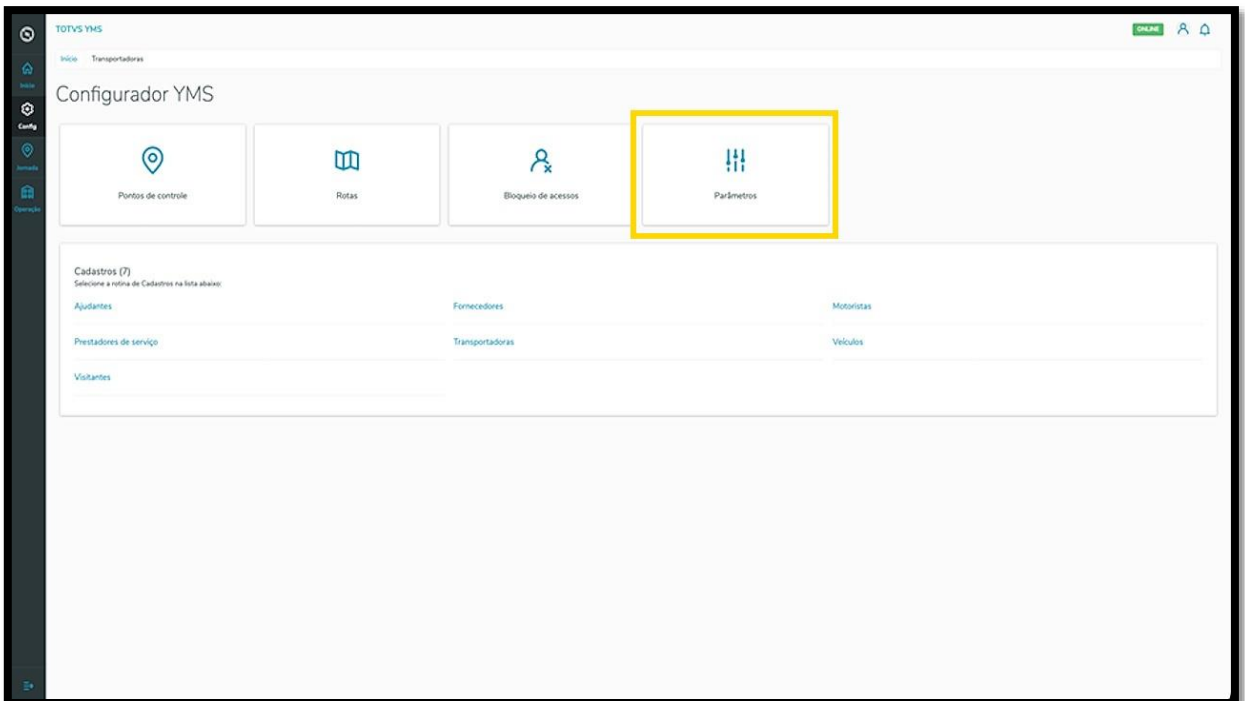 TOTVS YMS
ONLINE
Início
Início Transportadoras
Config
Configurador YMS
Jornada
Operação
Pontos de controle
Rotas
Bloqueio de acessos
Parâmetros
Cadastros (7)
Selecione a rotina de Cadastros na lista abaixo:
Ajudantes
Fornecedores
Motoristas
Prestadores de serviço
Transportadoras
Veículos
Visitantes